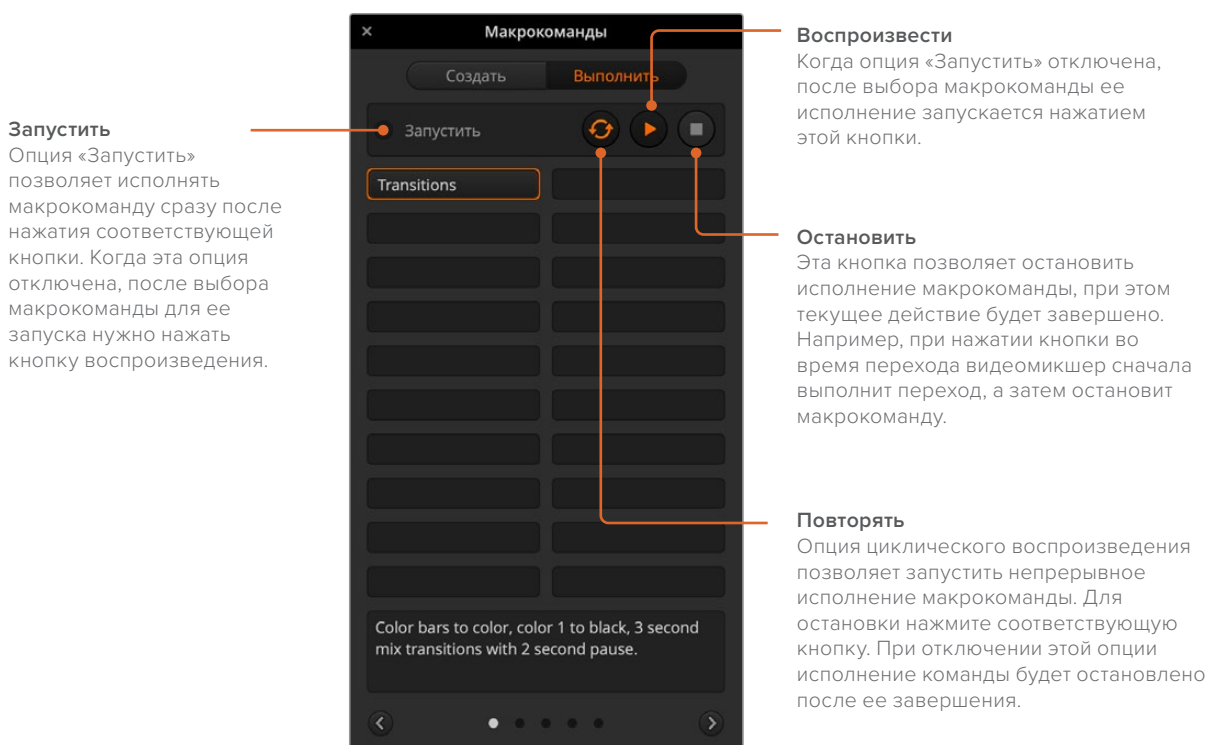 Запустить
Опция «Запустить»
позволяет исполнять
макрокоманду сразу после
нажатия соответствующей
кнопки. Когда эта опция
отключена, после выбора
макрокоманды для ее
запуска нужно нажать
кнопку воспроизведения.
Макрокоманды
Создать
Выполнить
Запустить
Transitions
Color bars to color, color 1 to black, 3 second
mix transitions with 2 second pause.
Воспроизвести
Когда опция «Запустить» отключена,
после выбора макрокоманды ее
исполнение запускается нажатием
этой кнопки.
Остановить
Эта кнопка позволяет остановить
исполнение макрокоманды, при этом
текущее действие будет завершено.
Например, при нажатии кнопки во
время перехода видеомикшер сначала
выполнит переход, а затем остановит
макрокоманду.
Повторять
Опция циклического воспроизведения
позволяет запустить непрерывное
исполнение макрокоманды. Для
остановки нажмите соответствующую
кнопку. При отключении этой опции
исполнение команды будет остановлено
после ее завершения.